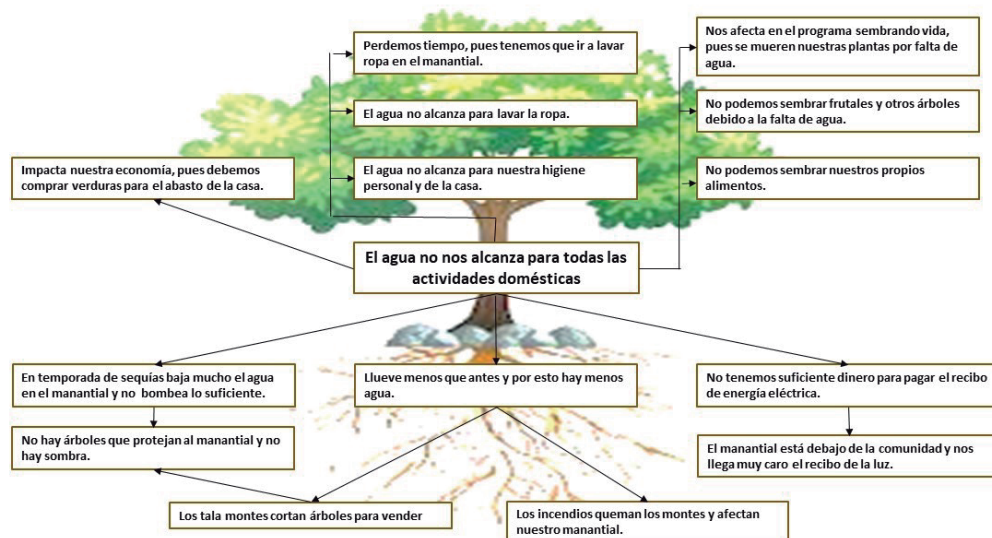 Perdemos tiempo, pues tenemos que ir a lavar
ropa en el manantial.
El agua no alcanza para lavar la ropa.
El agua no alcanza para nuestra higiene
personal y de la casa.
Nos afecta en el programa sembrando vida,
pues se mueren nuestras plantas por falta de
agua.
No podemos sembrar frutales y otros árboles
debido a la falta de agua.
No podemos sembrar nuestros propios
alimentos.
Impacta nuestra economía, pues debemos
comprar verduras para el abasto de la casa.
El agua no nos alcanza para todas las
actividades domésticas
En temporada de sequías baja mucho el agua
en el manantial y no bombea lo suficiente.
No hay árboles que protejan al manantial y no
hay sombra.
Llueve menos que antes y por esto hay menos
agua.
No tenemos suficiente dinero para pagar el recibo
de energía eléctrica.
El manantial está debajo de la comunidad y nos
llega muy caro el recibo de la luz.
Los tala montes cortan árboles para vender
Los incendios queman los montes y afectan
nuestro manantial.